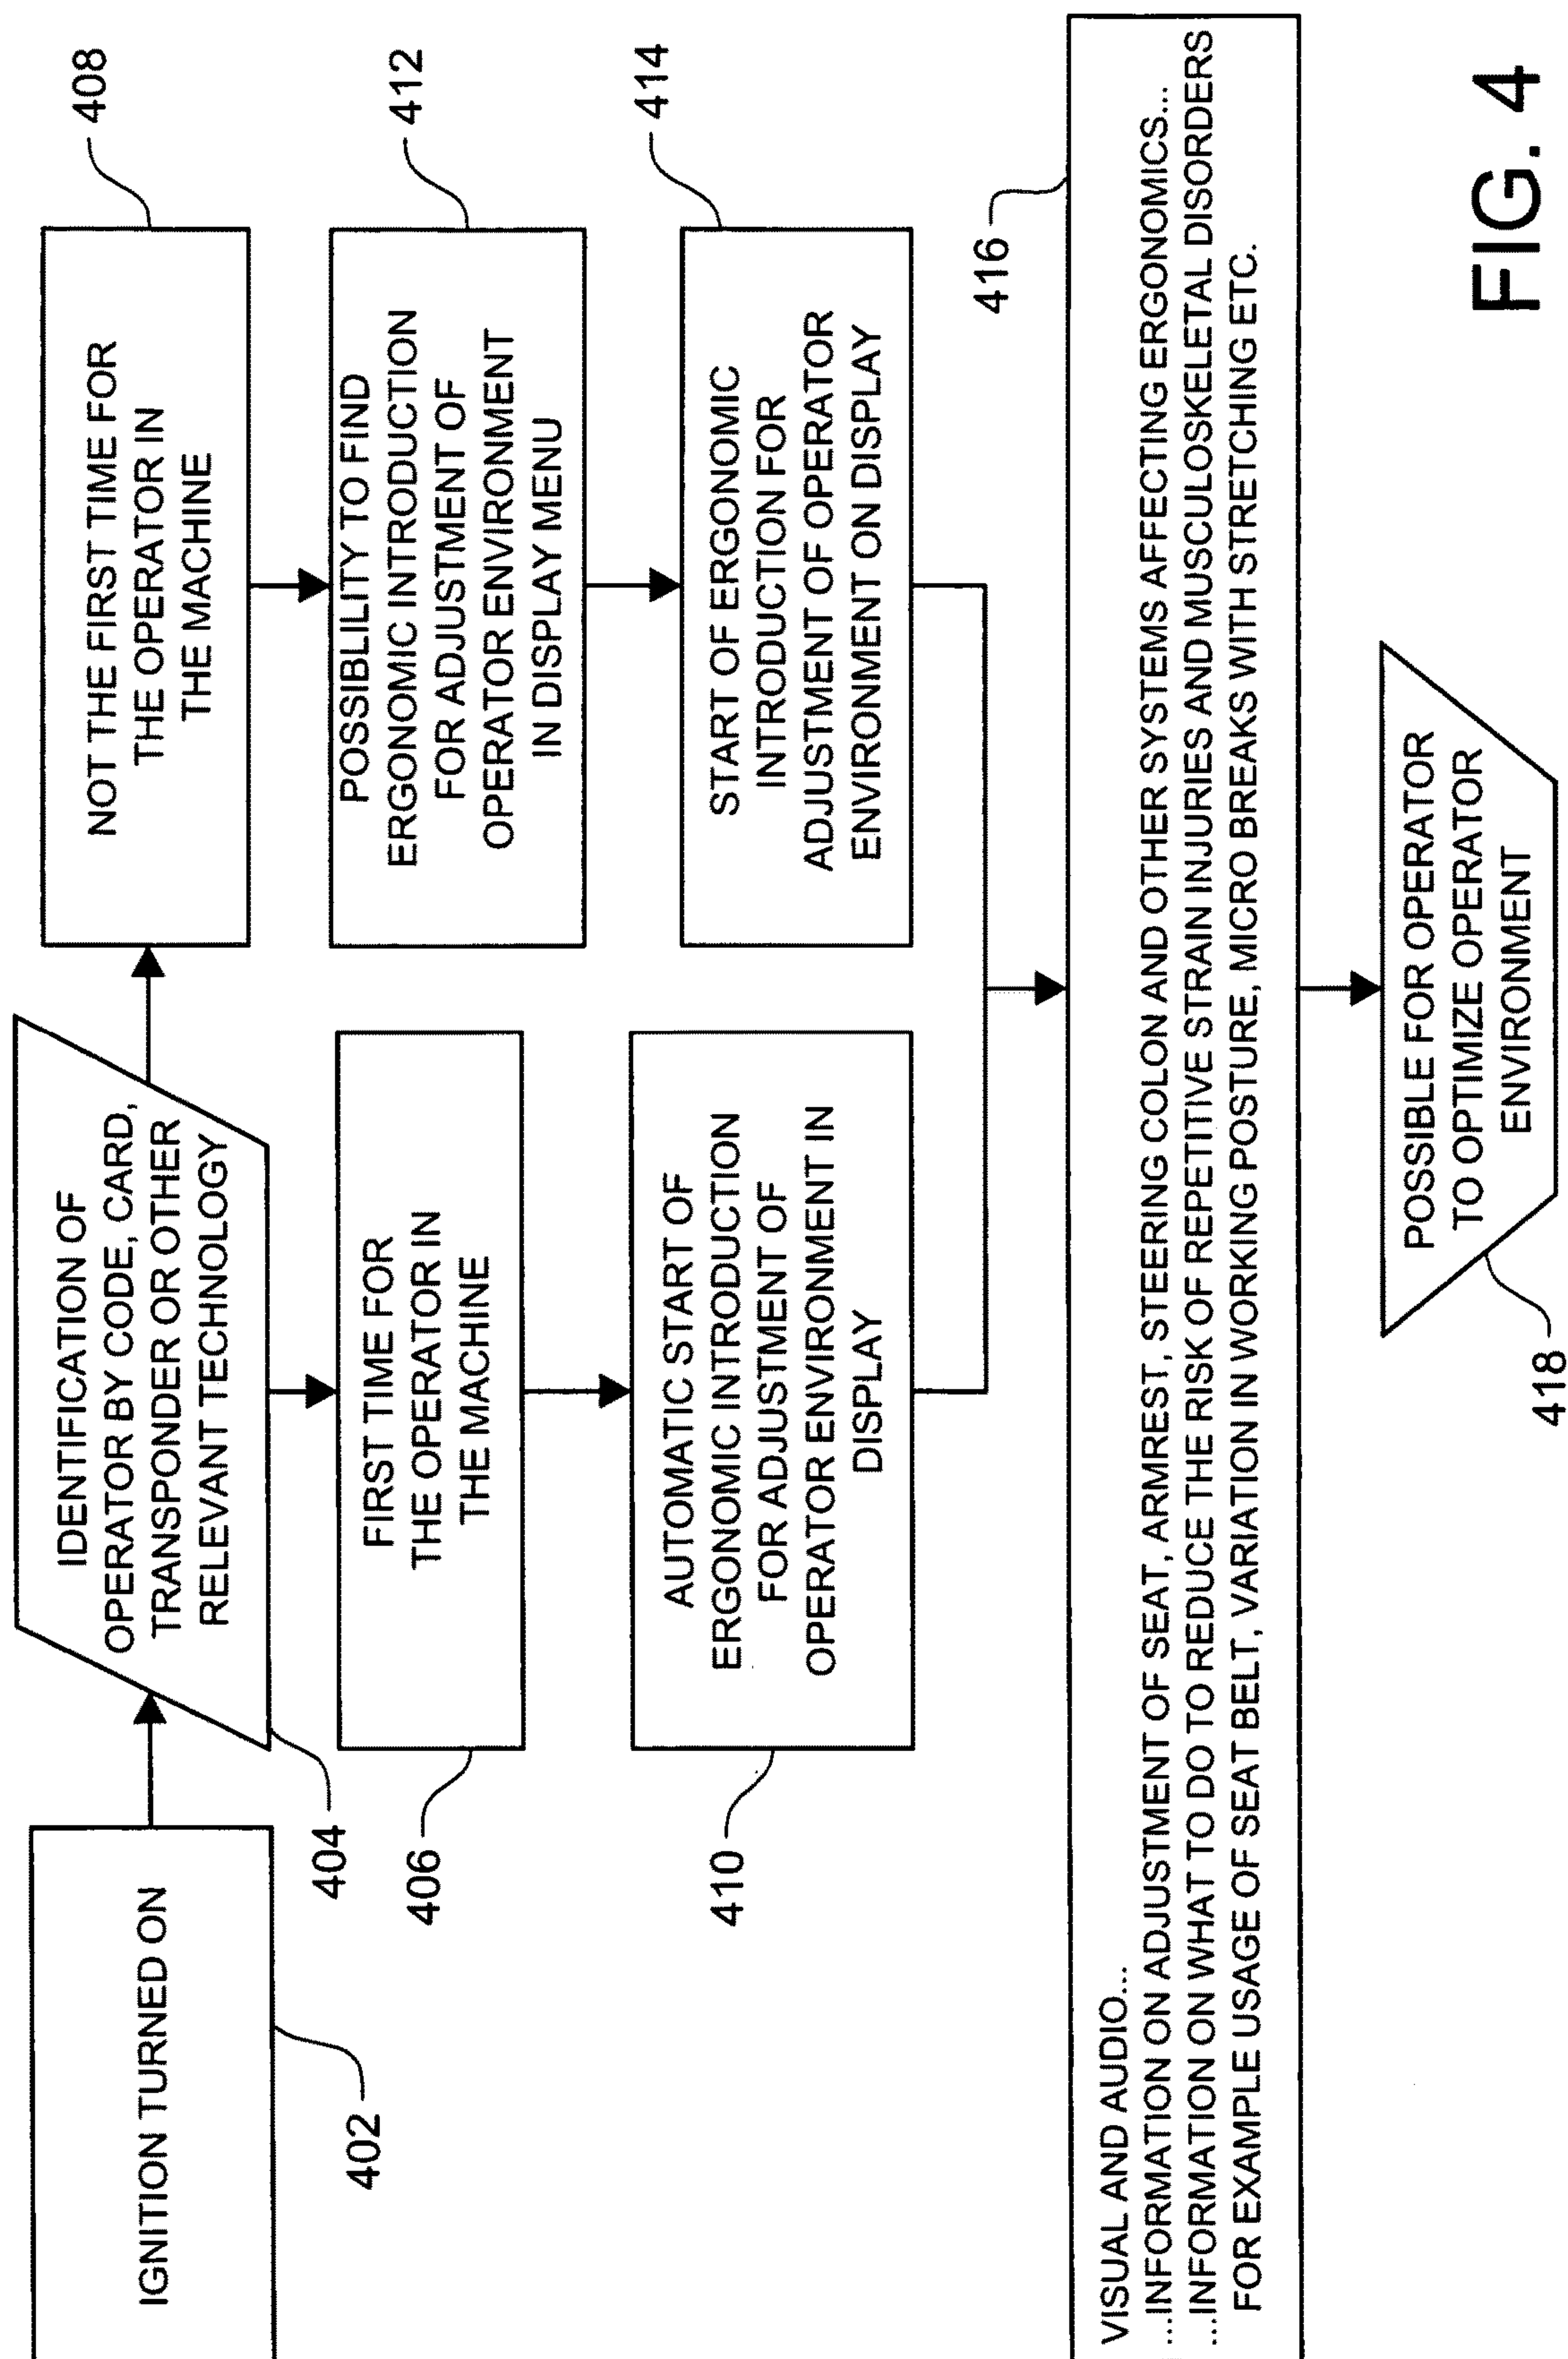 IGNITION TURNED ON
402
IDENTIFICATION OF
OPERATOR BY CODE, CARD,
TRANSPONDER OR OTHER
RELEVANT TECHNOLOGY
404
NOT THE FIRST TIME FOR
THE OPERATOR IN
THE MACHINE
408
FIRST TIME FOR
THE OPERATOR IN
THE MACHINE
406
POSSIBLILITY TO FIND
ERGONOMIC INTRODUCTION
FOR ADJUSTMENT OF
OPERATOR ENVIRONMENT
IN DISPLAY MENU
412
AUTOMATIC START OF
ERGONOMIC INTRODUCTION
FOR ADJUSTMENT OF
OPERATOR ENVIRONMENT IN
DISPLAY
410
START OF ERGONOMIC
INTRODUCTION FOR
ADJUSTMENT OF OPERATOR
ENVIRONMENT ON DISPLAY
414
VISUAL AND AUDIO...
...INFORMATION ON ADJUSTMENT OF SEAT, ARMREST, STEERING COLON AND OTHER SYSTEMS AFFECTING ERGONOMICS...
...INFORMATION ON WHAT TO DO TO REDUCE THE RISK OF REPETITIVE STRAIN INJURIES AND MUSCULOSKELETAL DISORDERS
FOR EXAMPLE USAGE OF SEAT BELT, VARIATION IN WORKING POSTURE, MICRO BREAKS WITH STRETCHING ETC.
416
POSSIBLE FOR OPERATOR
TO OPTIMIZE OPERATOR
ENVIRONMENT
418
FIG. 4